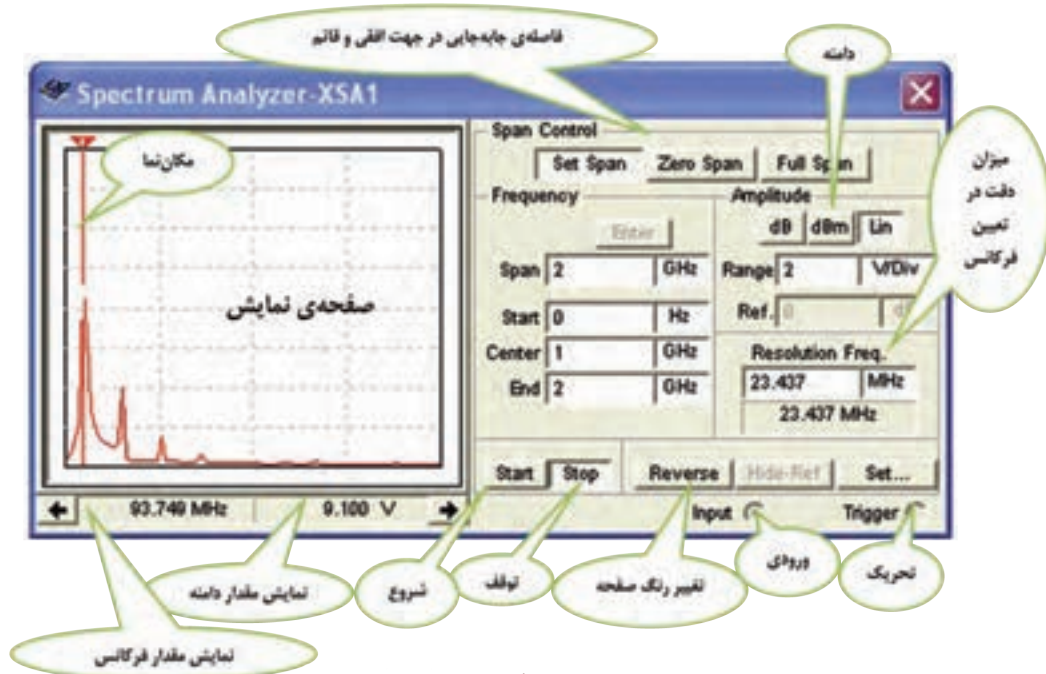 فاصله‌ی جابه‌جایی در جهت افقی و قائم
دامنه
Spectrum Analyzer-XSA1
مکان‌نما
صفحه‌ی نمایش
Span Control
Set Span Zero Span Full Span
میزان
دقت در
تعیین
فرکانس
Frequency
Enter
Span 2 GHz
Start 0 Hz
Center 1 GHz
End 2 GHz
Amplitude
dB dBm Lin
Range 2 V/Div
Ref. 0
Resolution Freq.
23.437 MHz
23.437 MHz
Start Stop Reverse Hide-Ref Set...
93.749 MHz 9.100 V
Input Trigger
نمایش مقدار دامنه
شروع
توقف
تغییر رنگ صفحه
ورودی
تحریک
نمایش مقدار فرکانس